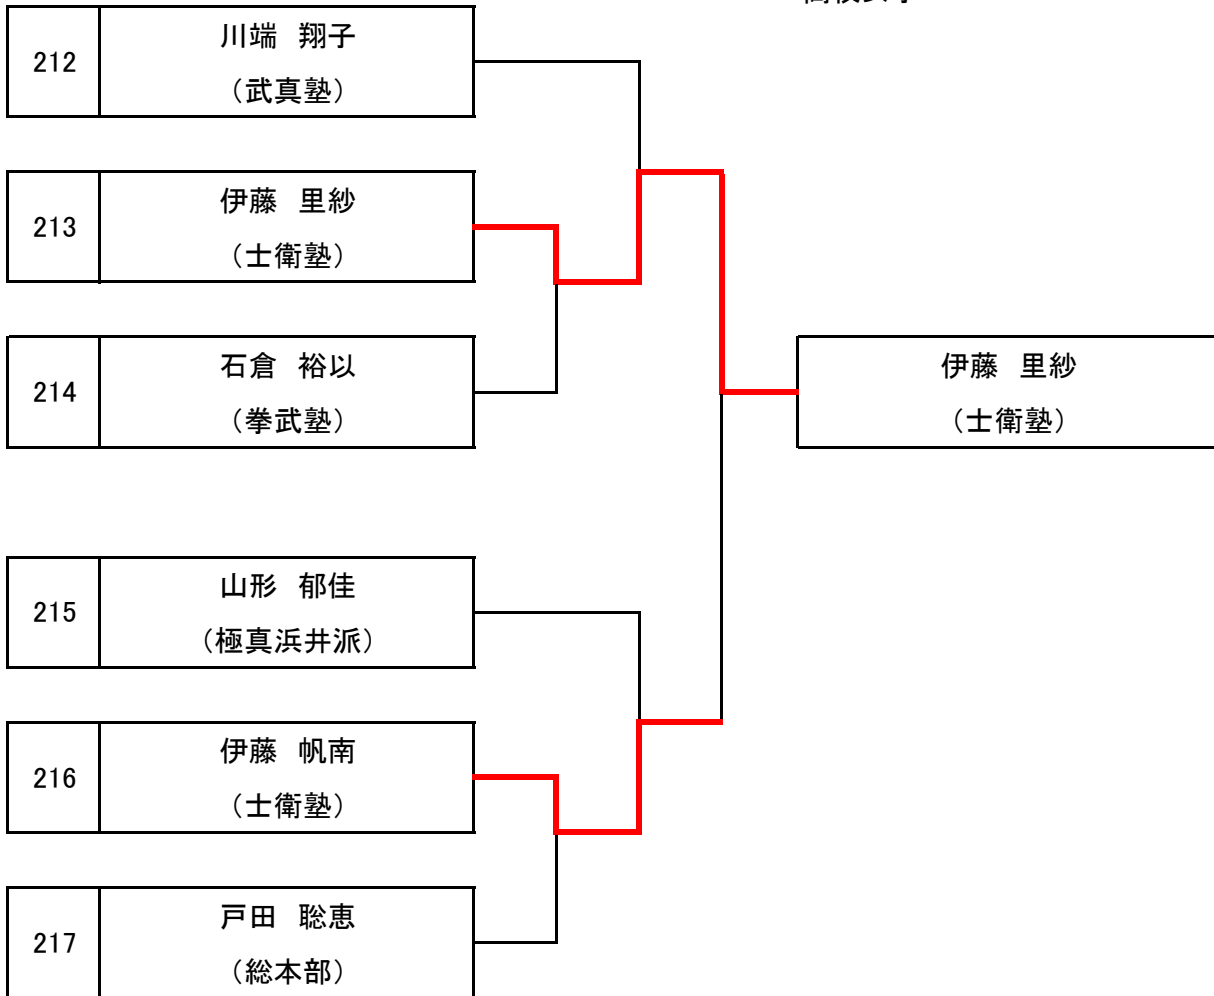 212
川端 翔子
（武真塾）
213
伊藤 里紗
（士衛塾）
214
石倉 裕以
（拳武塾）
伊藤 里紗
（士衛塾）
215
山形 郁佳
（極真浜井派）
216
伊藤 帆南
（士衛塾）
217
戸田 聡恵
（総本部）